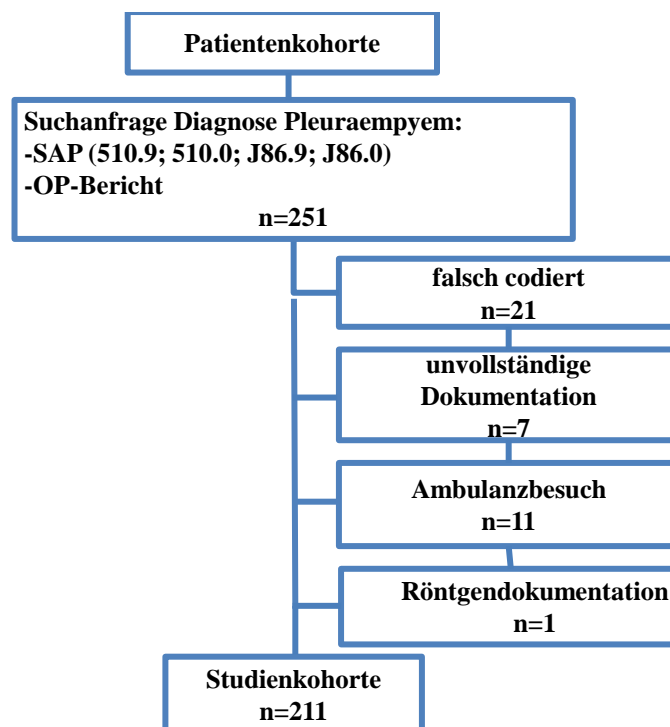 Patientenkohorte
Suchanfrage Diagnose Pleuraempyem:
-SAP (510.9; 510.0; J86.9; J86.0)
-OP-Bericht
n=251
falsch codiert
n=21
unvollständige
Dokumentation
n=7
Ambulanzbesuch
n=11
Röntgendokumentation
n=1
Studienkohorte
n=211